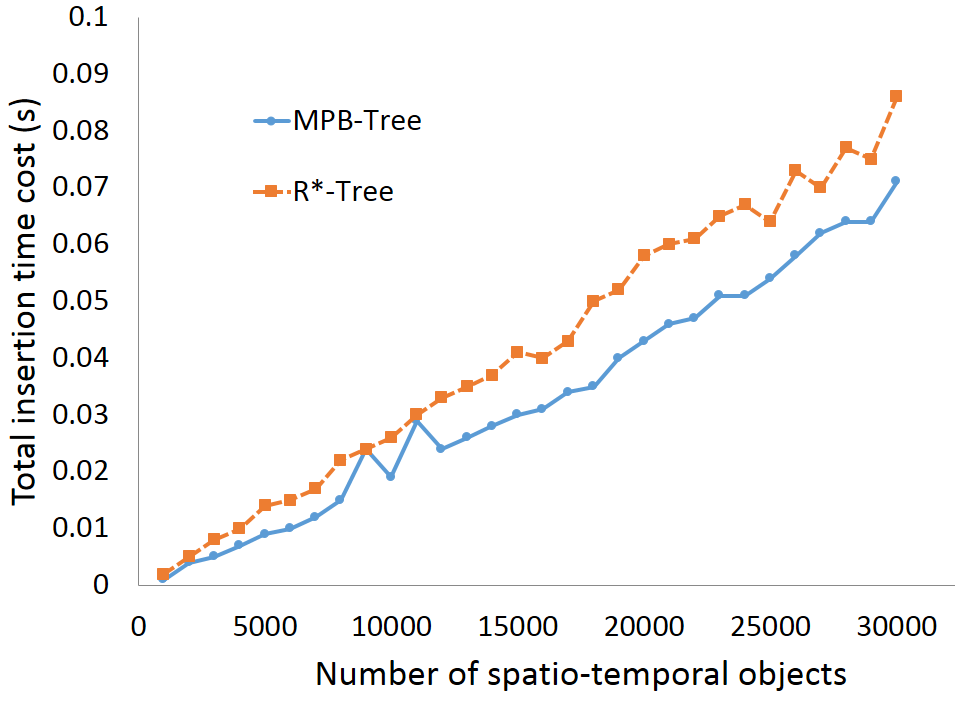 0.1
0.09
0.08
0.07
0.06
0.05
0.04
0.03
0.02
0.01
0
Total insertion time cost (s)
MPB-Tree
R*-Tree
0 5000 10000 15000 20000 25000 30000
Number of spatio-temporal objects